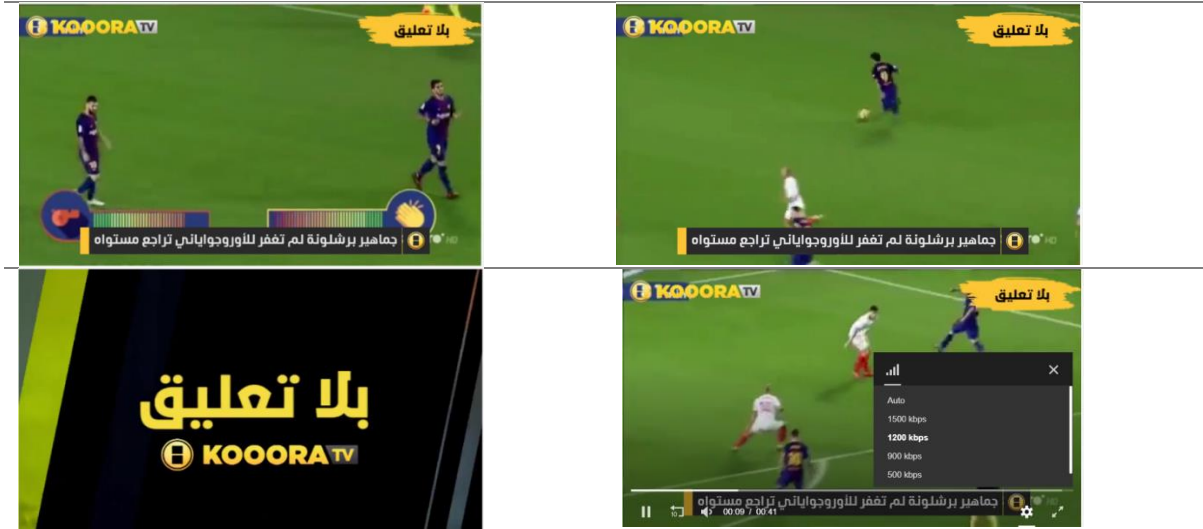 KOOORA TV
بلا تعليق
جماهير برشلونة لم تغفر للأوروجواياني تراجع مستواه
HD
KOOORA TV
بلا تعليق
جماهير برشلونة لم تغفر للأوروجواياني تراجع مستواه
HD
بلا تعليق
KOOORA TV
KOOORA TV
بلا تعليق
Auto
1500 kbps
1200 kbps
900 kbps
500 kbps
جماهير برشلونة لم تغفر للأوروجواياني تراجع مستواه
10
00:09 / 00:41